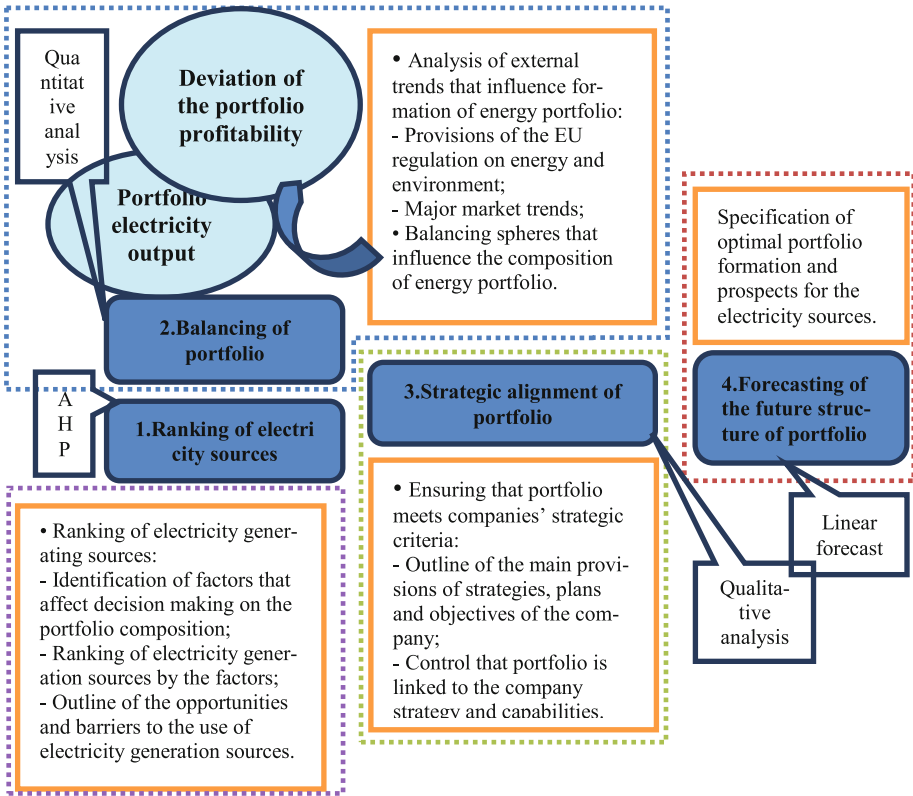 Qua
ntitat
ive
anal
ysis
Deviation of
the portfolio
profitability
Portfolio
electricity
output
• Analysis of external
trends that influence for-
mation of energy portfolio:
- Provisions of the EU
regulation on energy and
environment;
- Major market trends;
• Balancing spheres that
influence the composition
of energy portfolio.
Specification of
optimal portfolio
formation and
prospects for the
electricity sources.
2.Balancing of
portfolio
3.Strategic alignment of
portfolio
4.Forecasting of
the future struc-
ture of portfolio
A
H
P
1.Ranking of electri
city sources
• Ranking of electricity gener-
ating sources:
- Identification of factors that
affect decision making on the
portfolio composition;
- Ranking of electricity gener-
ation sources by the factors;
- Outline of the opportunities
and barriers to the use of
electricity generation sources.
• Ensuring that portfolio
meets companies’ strategic
criteria:
- Outline of the main provi-
sions of strategies, plans
and objectives of the com-
pany;
- Control that portfolio is
linked to the company
strategy and capabilities.
Linear
forecast
Qualita-
tive
analysis